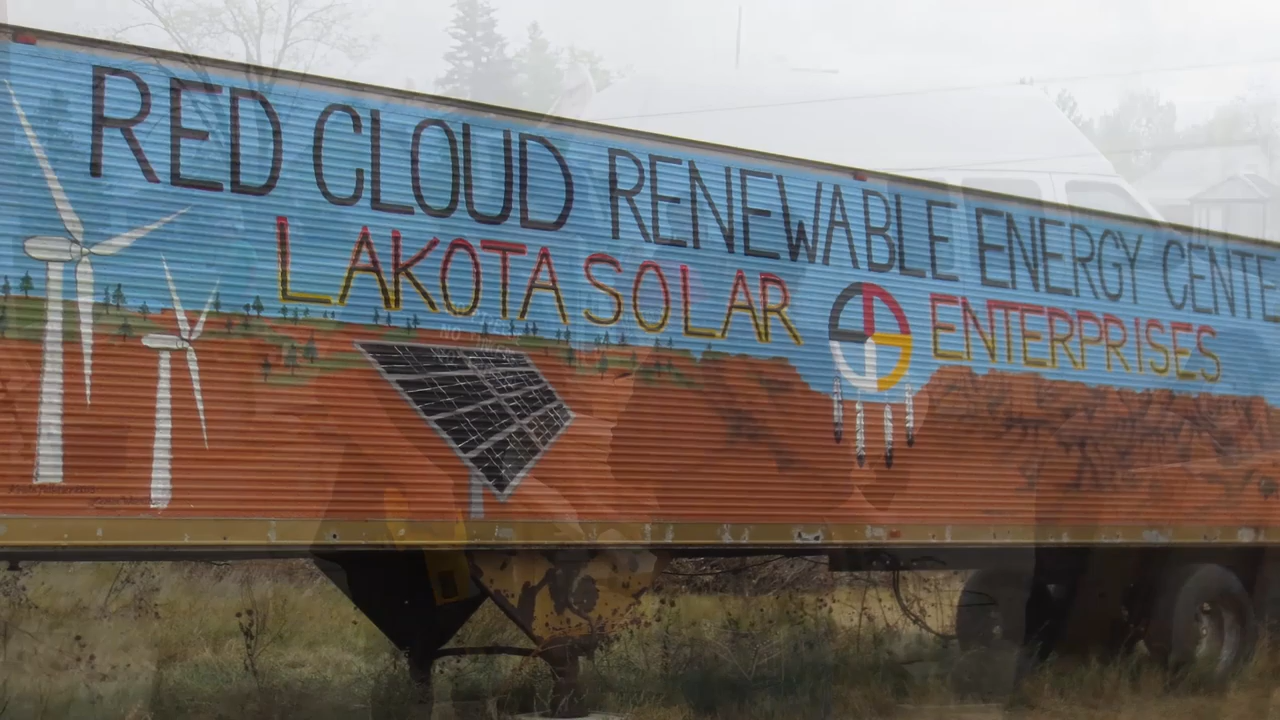 RED CLOUD RENEWABLE ENERGY CENTE
LAKOTA SOLAR ENTERPRISES